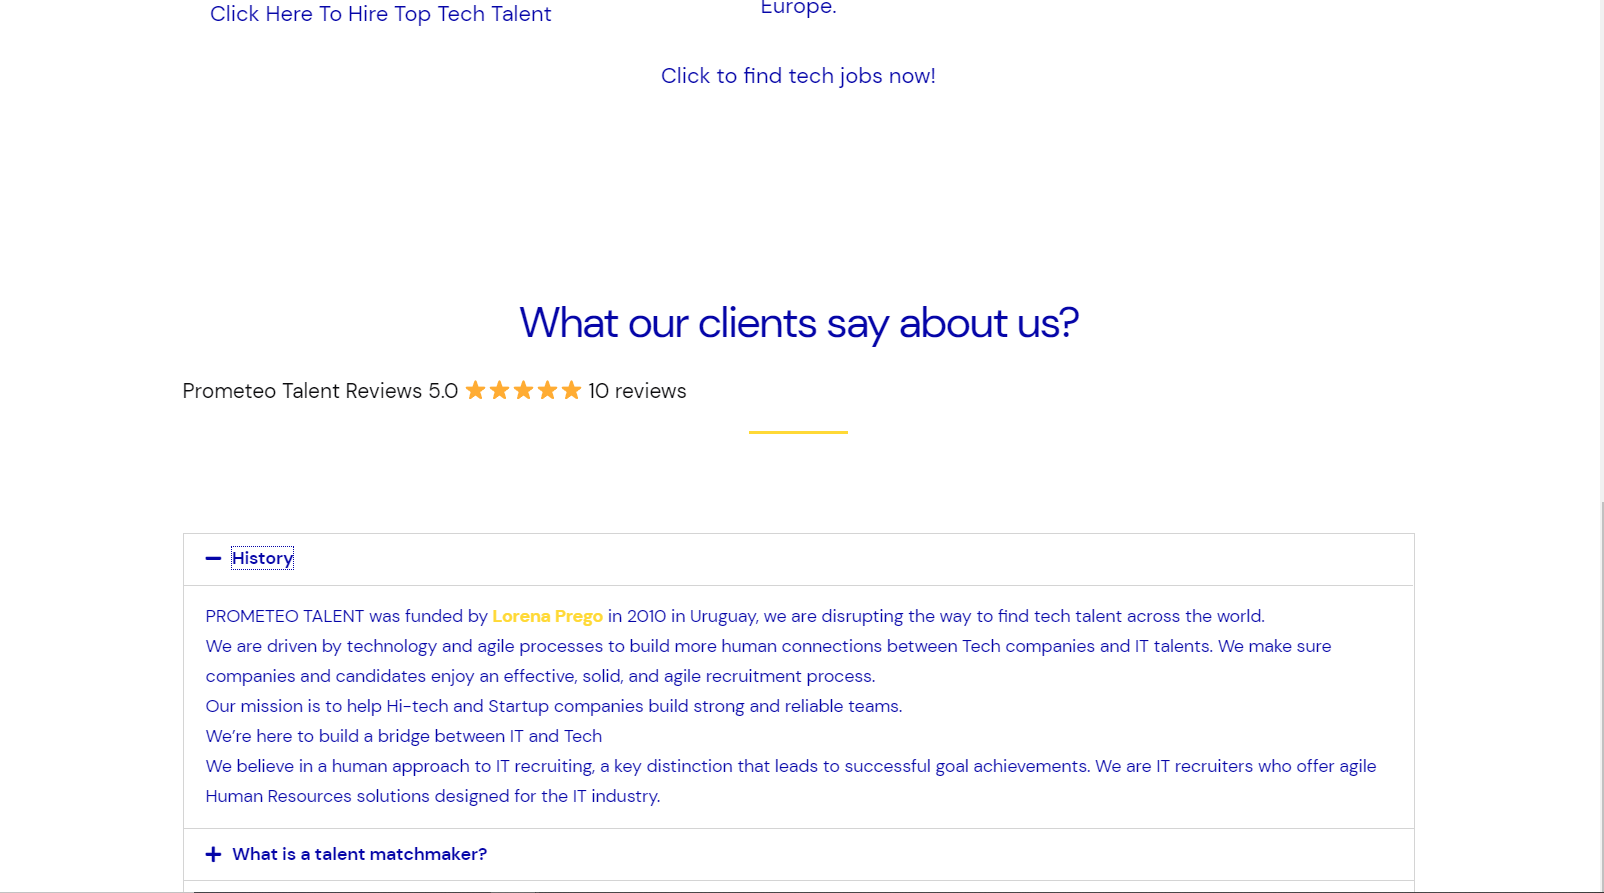 Click Here To Hire Top Tech Talent
Europe.
Click to find tech jobs now!
What our clients say about us?
Prometeo Talent Reviews 5.0 ★★★★★ 10 reviews
History
PROMETEO TALENT was funded by Lorena Prego in 2010 in Uruguay, we are disrupting the way to find tech talent across the world.
We are driven by technology and agile processes to build more human connections between Tech companies and IT talents. We make sure
companies and candidates enjoy an effective, solid, and agile recruitment process.
Our mission is to help Hi-tech and Startup companies build strong and reliable teams.
We’re here to build a bridge between IT and Tech
We believe in a human approach to IT recruiting, a key distinction that leads to successful goal achievements. We are IT recruiters who offer agile
Human Resources solutions designed for the IT industry.
What is a talent matchmaker?